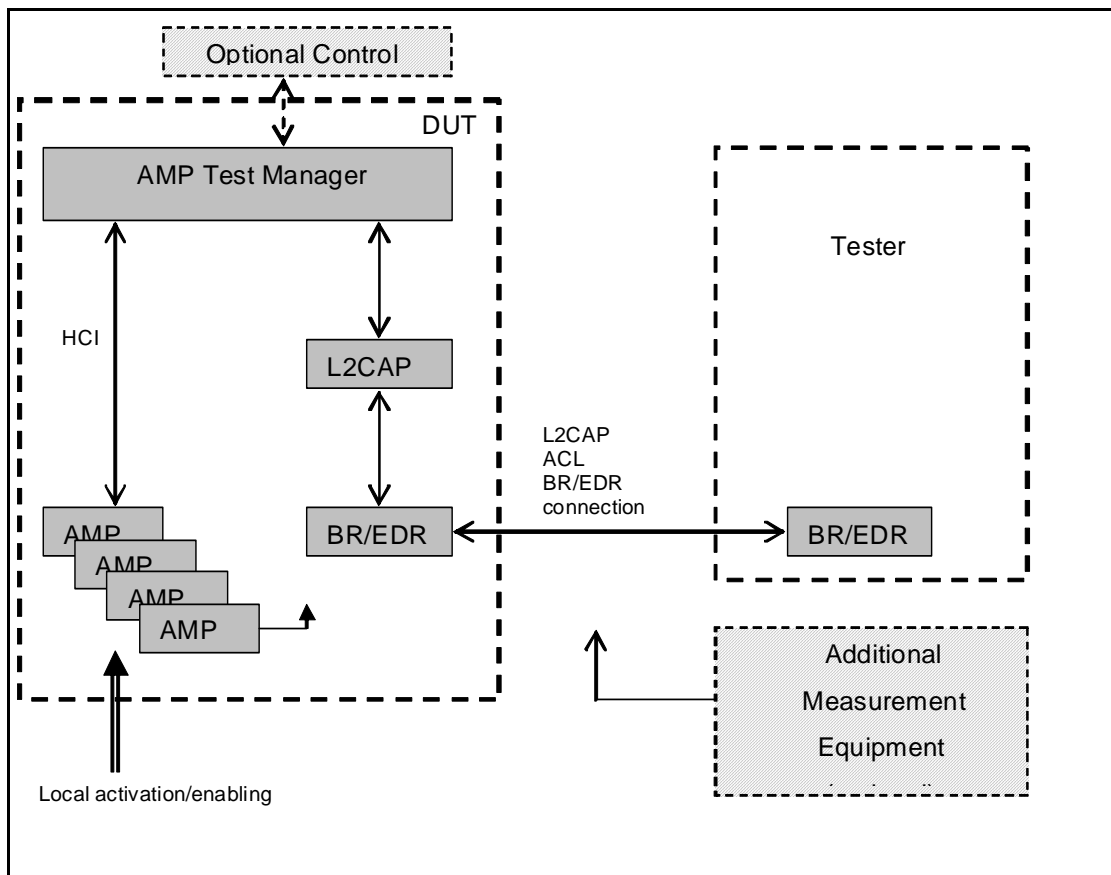 Optional Control
DUT
AMP Test Manager
Tester
HCI
L2CAP
L2CAP
ACL
BR/EDR
connection
AMP
AMP
AMP
AMP
BR/EDR
BR/EDR
Additional
Measurement
Equipment
Local activation/enabling